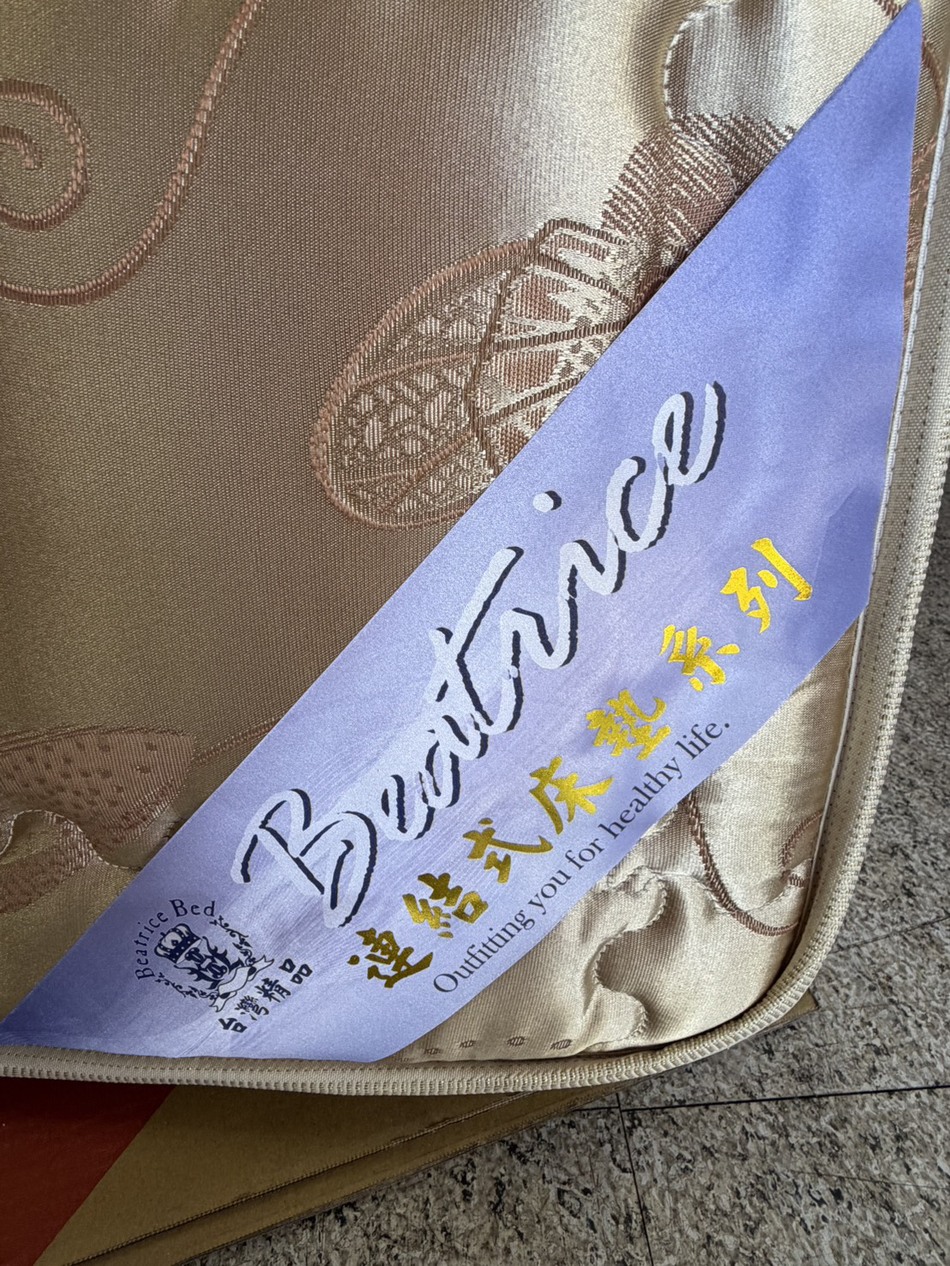 Beatrice
連結式床墊系列
Outfitting you for healthy life.
Beatrice Bed
台灣精品